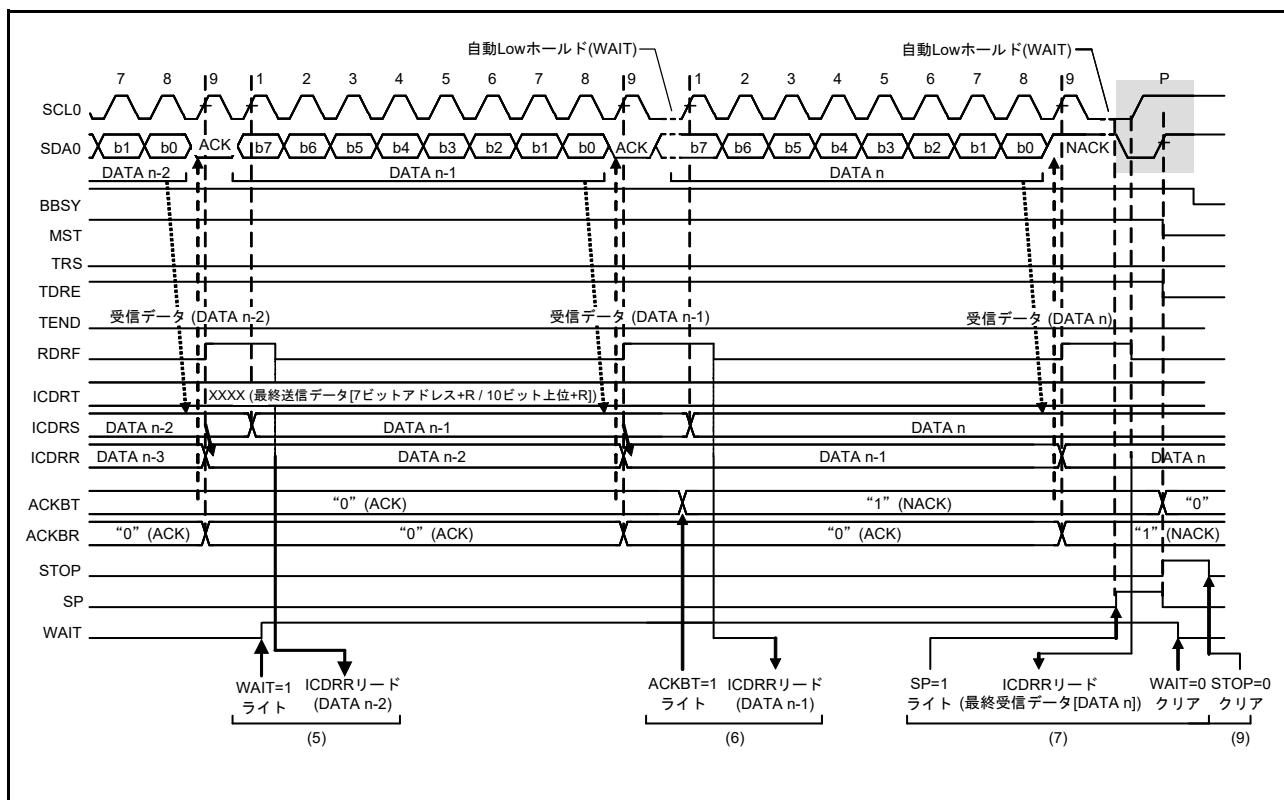 自動Lowホールド(WAIT)
自動Lowホールド(WAIT)
7 8 9 1 2 3 4 5 6 7 8 9 1 2 3 4 5 6 7 8 9 P
SCL0
SDA0 b1 b0 ACK b7 b6 b5 b4 b3 b2 b1 b0 ACK b7 b6 b5 b4 b3 b2 b1 b0 NACK
DATA n-2 DATA n-1 DATA n
BBSY
MST
TRS
TDRE
受信データ (DATA n-2) 受信データ (DATA n-1) 受信データ (DATA n)
TEND
RDRF
ICDRT XXXX (最終送信データ[7ビットアドレス+R / 10ビット上位+R])
ICDRS DATA n-2 DATA n-1 DATA n
ICDRR DATA n-3 DATA n-2 DATA n-1 DATA n
ACKBT “0” (ACK) “1” (NACK) “0”
ACKBR “0” (ACK) “0” (ACK) “0” (ACK) “1” (NACK)
STOP
SP
WAIT
WAIT=1
ライト
ICDRRリード
(DATA n-2)
(5)
ACKBT=1
ライト
ICDRRリード
(DATA n-1)
(6)
SP=1
ライト
ICDRRリード
(最終受信データ[DATA n])
WAIT=0
クリア
(7)
STOP=0
クリア
(9)